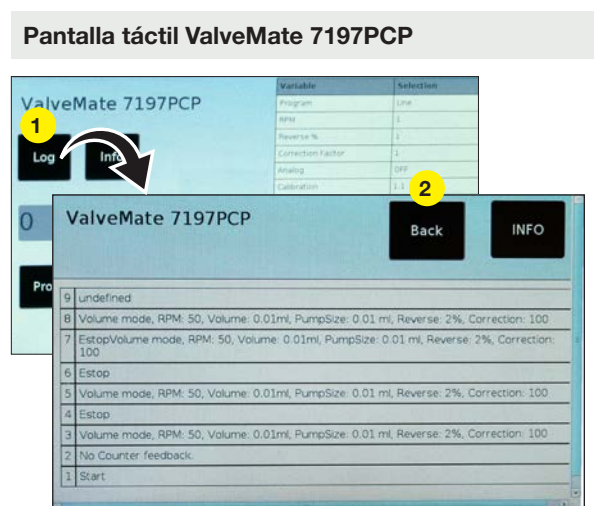 Pantalla táctil ValveMate 7197PCP
ValveMate 7197PCP
Variable Selection
Program Line
RPM 1
Reverse % 1
Correction Factor 1
Analog OFF
Calibration 1.1
1
Log Info
0
Pro
2
ValveMate 7197PCP
Back
INFO
9 undefined
8 Volume mode, RPM: 50, Volume: 0.01ml, PumpSize: 0.01 ml, Reverse: 2%, Correction: 100
7 EstopVolume mode, RPM: 50, Volume: 0.01ml, PumpSize: 0.01 ml, Reverse: 2%, Correction:
100
6 Estop
5 Volume mode, RPM: 50, Volume: 0.01ml, PumpSize: 0.01 ml, Reverse: 2%, Correction: 100
4 Estop
3 Volume mode, RPM: 50, Volume: 0.01ml, PumpSize: 0.01 ml, Reverse: 2%, Correction: 100
2 No Counter feedback.
1 Start